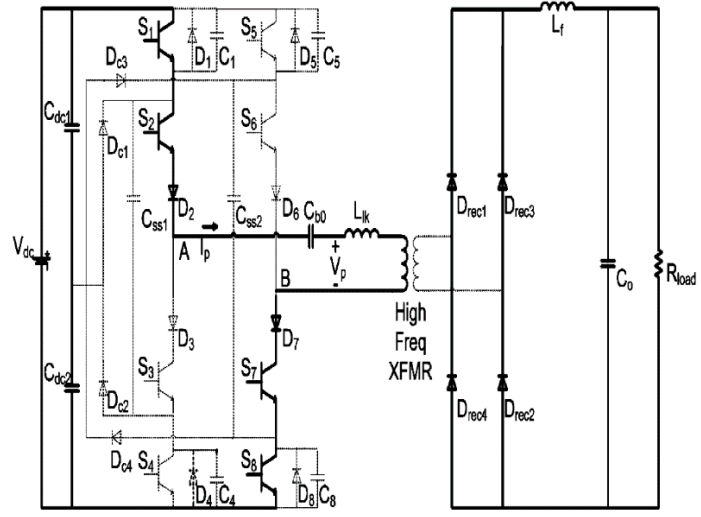 S1
D1
C1
S5
D5
C5
Lf
Dc3
Cdc1
Dc1
S2
S6
Css1
D2
Css2
D6
Cb0
Llk
Drec1
Drec3
Vdc
A
Ip
+
Vp
-
B
Co
Rload
High
Freq
XFMR
D3
D7
Cdc2
Dc2
S3
S7
Drec4
Drec2
Dc4
S4
D4
C4
S8
D8
C8